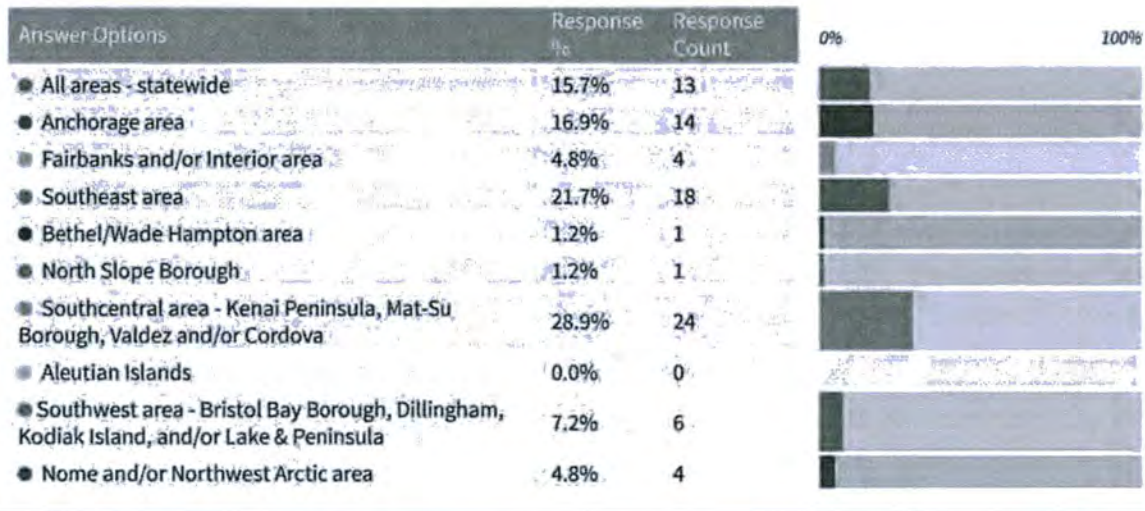 Answer Options Response % Response Count 0% 100%
All areas - statewide 15.7% 13
Anchorage area 16.9% 14
Fairbanks and/or Interior area 4.8% 4
Southeast area 21.7% 18
Bethel/Wade Hampton area 1.2% 1
North Slope Borough 1.2% 1
Southcentral area - Kenai Peninsula, Mat-Su
Borough, Valdez and/or Cordova 28.9% 24
Aleutian Islands 0.0% 0
Southwest area - Bristol Bay Borough, Dillingham,
Kodiak Island, and/or Lake & Peninsula 7.2% 6
Nome and/or Northwest Arctic area 4.8% 4